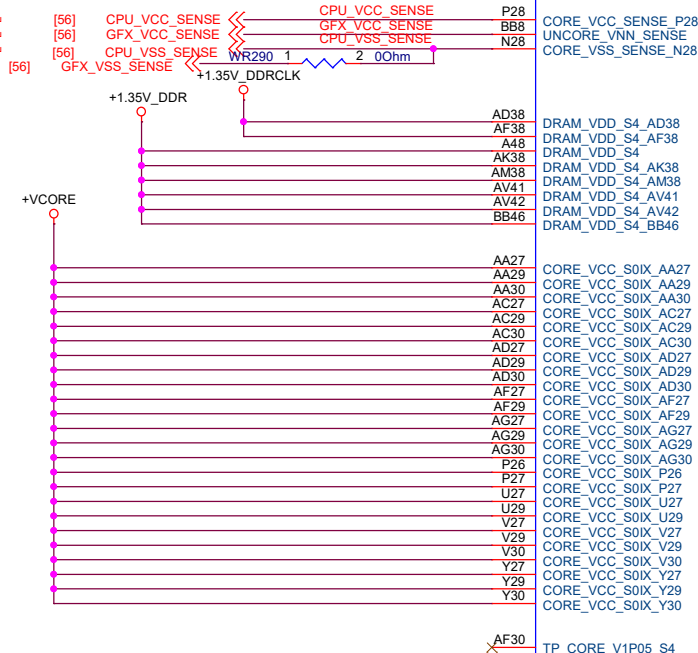 [56] CPU_VCC_SENSE CPU_VCC_SENSE P28 CORE_VCC_SENSE_P28
[56] GFX_VCC_SENSE GFX_VCC_SENSE BB8 UNCORE_VNN_SENSE
[56] CPU_VSS_SENSE CPU_VSS_SENSE N28 CORE_VSS_SENSE_N28
[56] GFX_VSS_SENSE WR290 1 2 0Ohm
+1.35V_DDRCLK
+1.35V_DDR
AD38 DRAM_VDD_S4_AD38
AF38 DRAM_VDD_S4_AF38
A48 DRAM_VDD_S4
AK38 DRAM_VDD_S4_AK38
AM38 DRAM_VDD_S4_AM38
AV41 DRAM_VDD_S4_AV41
AV42 DRAM_VDD_S4_AV42
BB46 DRAM_VDD_S4_BB46
+VCORE
AA27 CORE_VCC_S0IX_AA27
AA29 CORE_VCC_S0IX_AA29
AA30 CORE_VCC_S0IX_AA30
AC27 CORE_VCC_S0IX_AC27
AC29 CORE_VCC_S0IX_AC29
AC30 CORE_VCC_S0IX_AC30
AD27 CORE_VCC_S0IX_AD27
AD29 CORE_VCC_S0IX_AD29
AD30 CORE_VCC_S0IX_AD30
AF27 CORE_VCC_S0IX_AF27
AF29 CORE_VCC_S0IX_AF29
AG27 CORE_VCC_S0IX_AG27
AG29 CORE_VCC_S0IX_AG29
AG30 CORE_VCC_S0IX_AG30
P26 CORE_VCC_S0IX_P26
P27 CORE_VCC_S0IX_P27
U27 CORE_VCC_S0IX_U27
U29 CORE_VCC_S0IX_U29
V27 CORE_VCC_S0IX_V27
V29 CORE_VCC_S0IX_V29
V30 CORE_VCC_S0IX_V30
Y27 CORE_VCC_S0IX_Y27
Y29 CORE_VCC_S0IX_Y29
Y30 CORE_VCC_S0IX_Y30
AF30 TP_CORE_V1P05_S4